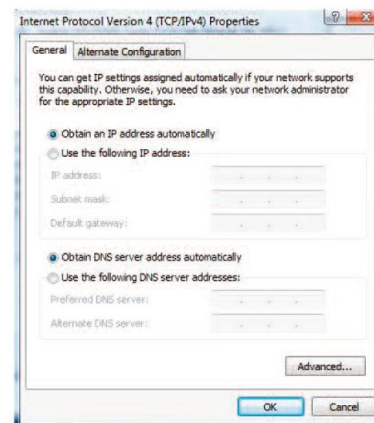 Internet Protocol Version 4 (TCP/IPv4) Properties
General
Alternate Configuration
You can get IP settings assigned automatically if your network supports
this capability. Otherwise, you need to ask your network administrator
for the appropriate IP settings.
Obtain an IP address automatically
Use the following IP address:
IP address:
Subnet mask:
Default gateway:
Obtain DNS server address automatically
Use the following DNS server addresses:
Preferred DNS server:
Alternate DNS server:
Advanced...
OK
Cancel